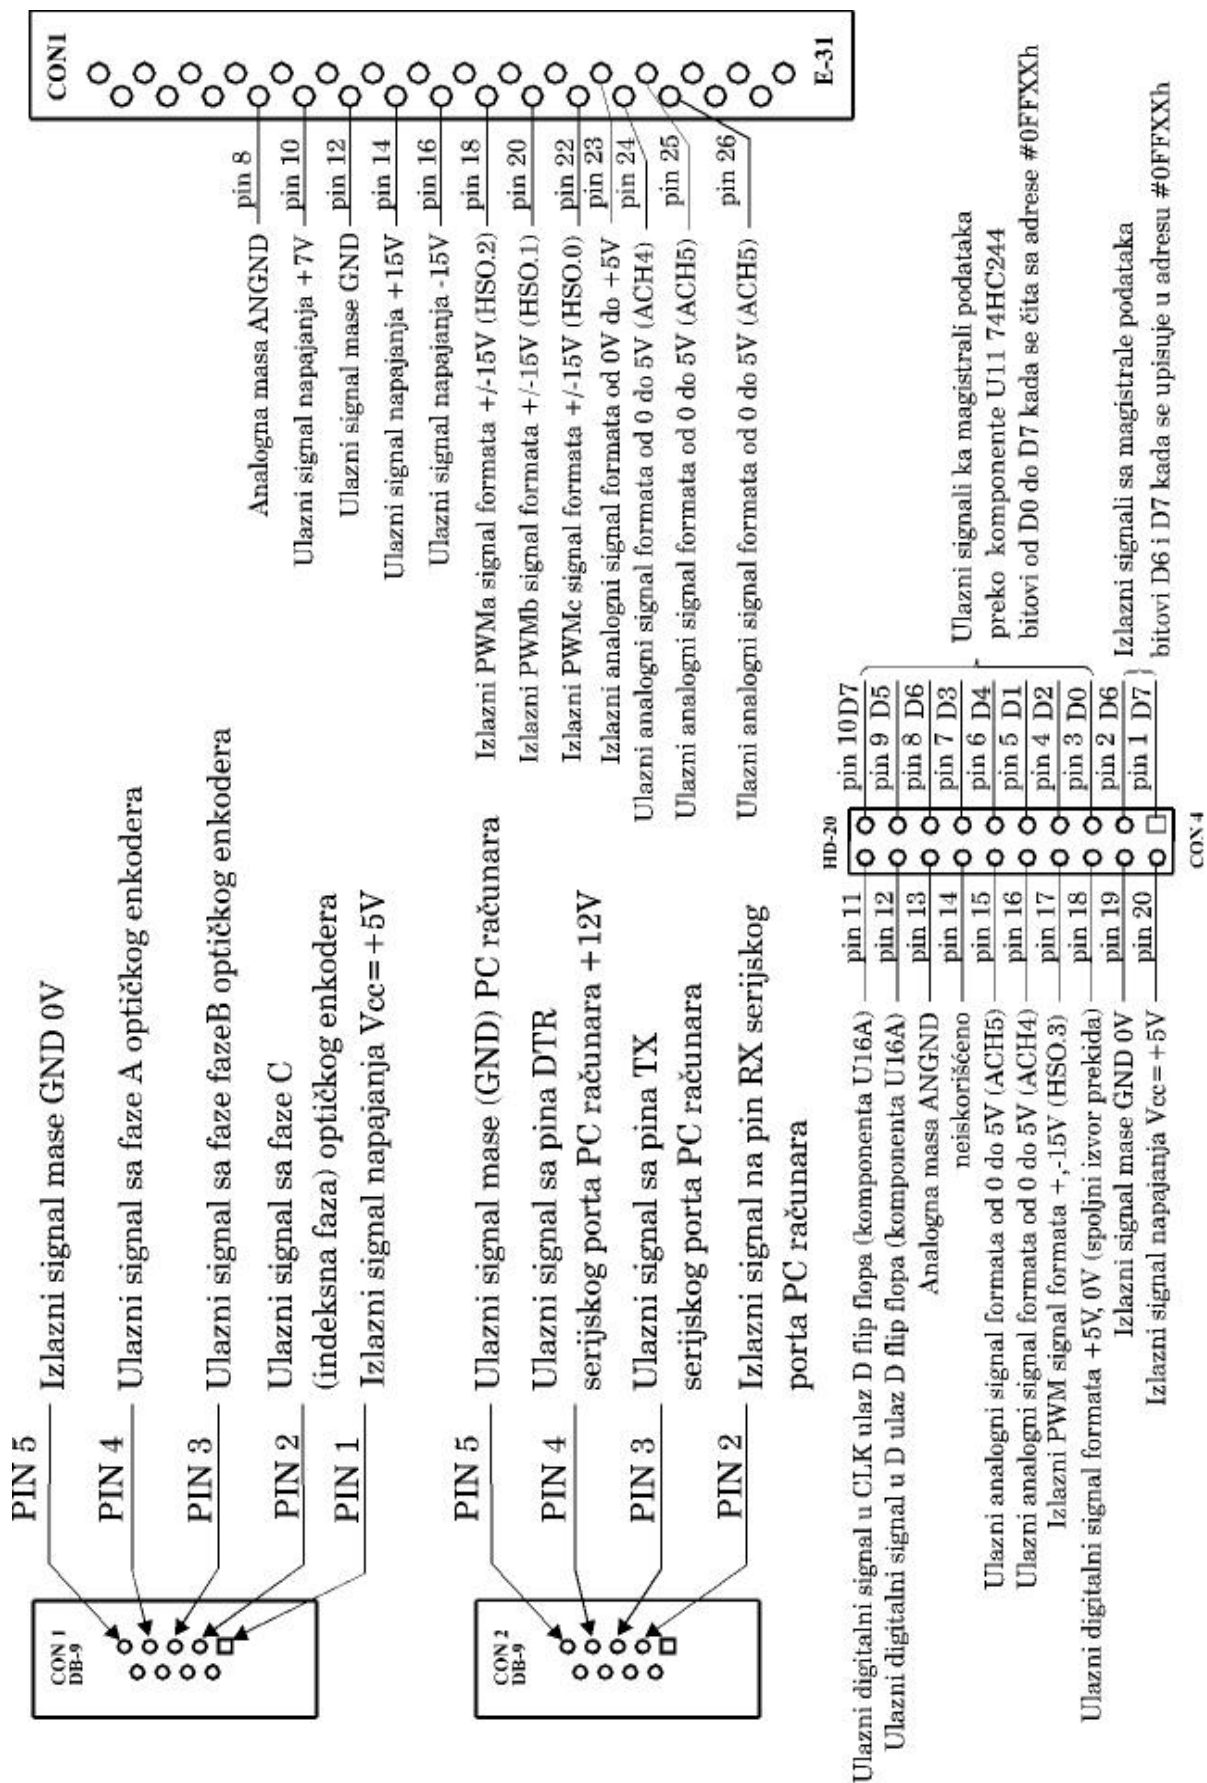 CON 1
DB-9
PIN 5
Izlazni signal mase GND 0V
PIN 4
Ulazni signal sa faze A optičkog enkodera
PIN 3
Ulazni signal sa faze fazeB optičkog enkodera
PIN 2
Ulazni signal sa faze C
(indeksna faza) optičkog enkodera
PIN 1
Izlazni signal napajanja Vcc=+5V
CON 2
DB-9
PIN 5
Ulazni signal mase (GND) PC računara
PIN 4
Ulazni signal sa pina DTR
serijskog porta PC računara +12V
PIN 3
Ulazni signal sa pina TX
serijskog porta PC računara
PIN 2
Izlazni signal na pin RX serijskog
porta PC računara
CON1
E-31
Analogna masa ANGND pin 8
Ulazni signal napajanja +7V pin 10
Ulazni signal mase GND pin 12
Ulazni signal napajanja +15V pin 14
Ulazni signal napajanja -15V pin 16
Izlazni PWMa signal formata +/-15V (HSO.2) pin 18
Izlazni PWMb signal formata +/-15V (HSO.1) pin 20
Izlazni PWMc signal formata +/-15V (HSO.0) pin 22
Izlazni analogni signal formata od 0V do +5V pin 23
Ulazni analogni signal formata od 0 do 5V (ACH4) pin 24
Ulazni analogni signal formata od 0 do 5V (ACH5) pin 25
Ulazni analogni signal formata od 0 do 5V (ACH5) pin 26
HD-20
CON 4
Ulazni digitalni signal u CLK ulaz D flip flopa (komponenta U16A) pin 11
Ulazni digitalni signal u D ulaz D flip flopa (komponenta U16A) pin 12
Analogna masa ANGND pin 13
neiskorišćeno pin 14
Ulazni analogni signal formata od 0 do 5V (ACH5) pin 15
Ulazni analogni signal formata od 0 do 5V (ACH4) pin 16
Izlazni PWM signal formata +,-15V (HSO.3) pin 17
Ulazni digitalni signal formata +5V, 0V (spoljni izvor prekida) pin 18
Izlazni signal mase GND 0V pin 19
Izlazni signal napajanja Vcc=+5V pin 20
pin 10 D7
pin 9 D5
pin 8 D6
pin 7 D3
pin 6 D4
pin 5 D1
pin 4 D2
pin 3 D0
pin 2 D6
pin 1 D7
Ulazni signali ka magistrali podataka
preko komponente U11 74HC244
bitovi od D0 do D7 kada se čita sa adrese #0FFXXh
Izlazni signali sa magistrale podataka
bitovi D6 i D7 kada se upisuje u adresu #0FFXXh